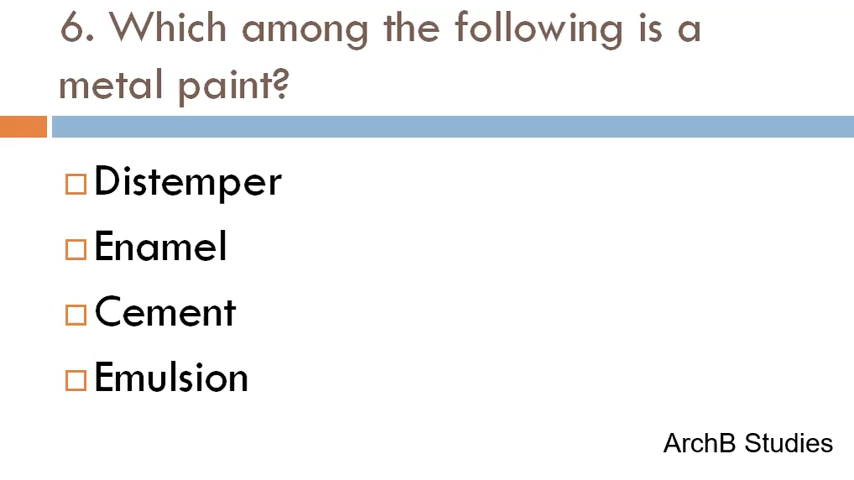 6. Which among the following is a
metal paint?
Distemper
Enamel
Cement
Emulsion
ArchB Studies